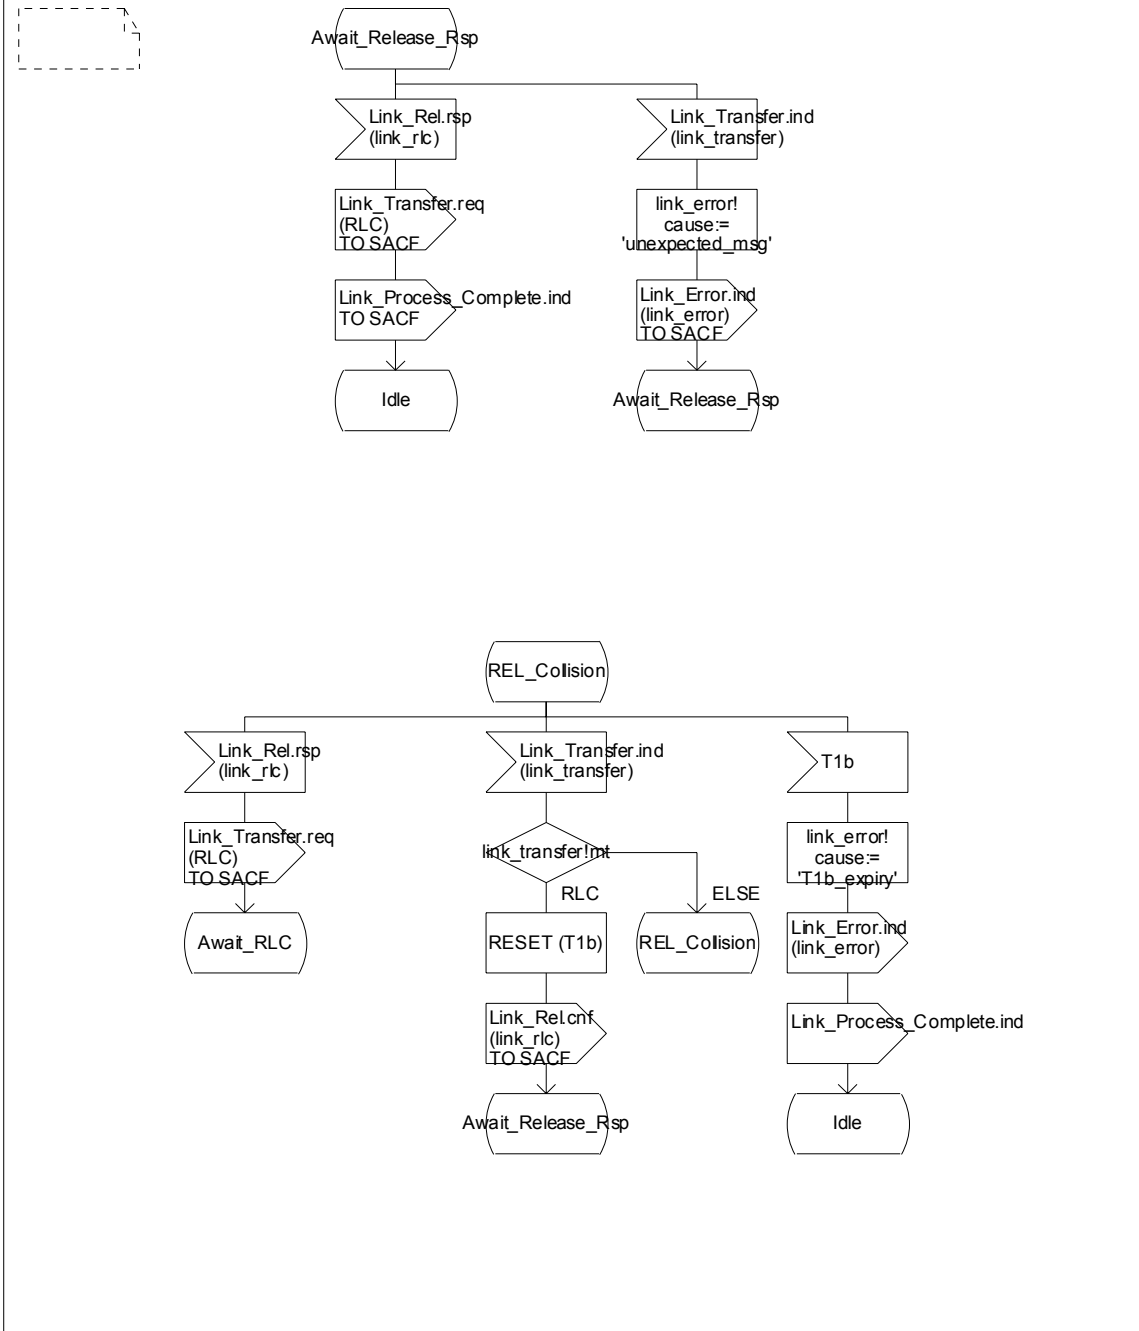 Await_Release_Rsp
Link_Rel.rsp
(link_rlc)
Link_Transfer.ind
(link_transfer)
Link_Transfer.req
(RLC)
TO SACF
link_error!
cause:=
'unexpected_msg'
Link_Process_Complete.ind
TO SACF
Link_Error.ind
(link_error)
TO SACF
Idle
Await_Release_Rsp
REL_Collision
Link_Rel.rsp
(link_rlc)
Link_Transfer.ind
(link_transfer)
T1b
Link_Transfer.req
(RLC)
TO SACF
link_transfer!mt
link_error!
cause:=
'T1b_expiry'
RLC
ELSE
Await_RLC
RESET (T1b)
REL_Collision
Link_Error.ind
(link_error)
Link_Rel.cnf
(link_rlc)
TO SACF
Link_Process_Complete.ind
Await_Release_Rsp
Idle